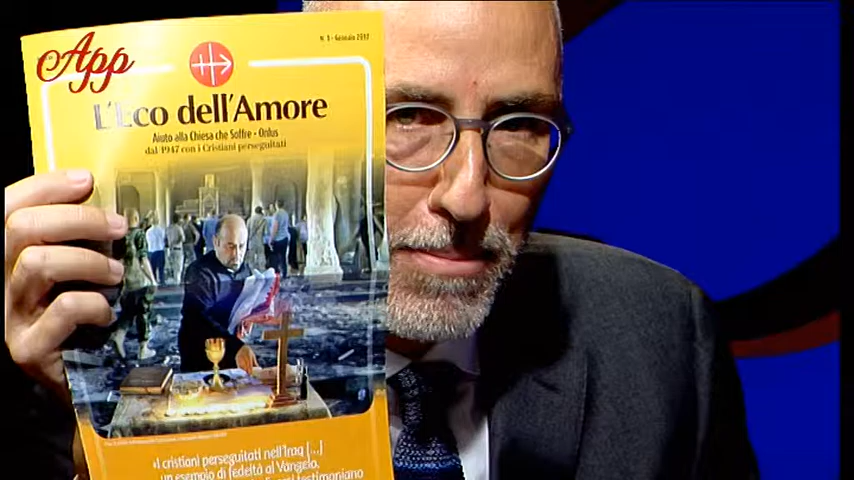 App
N. 1 - Gennaio 2017
L'Eco dell'Amore
Aiuto alla Chiesa che Soffre - Onlus
dal 1947 con i Cristiani perseguitati
«I cristiani perseguitati nell'Iraq [...]
un esempio di fedeltà al Vangelo.
testimoniano